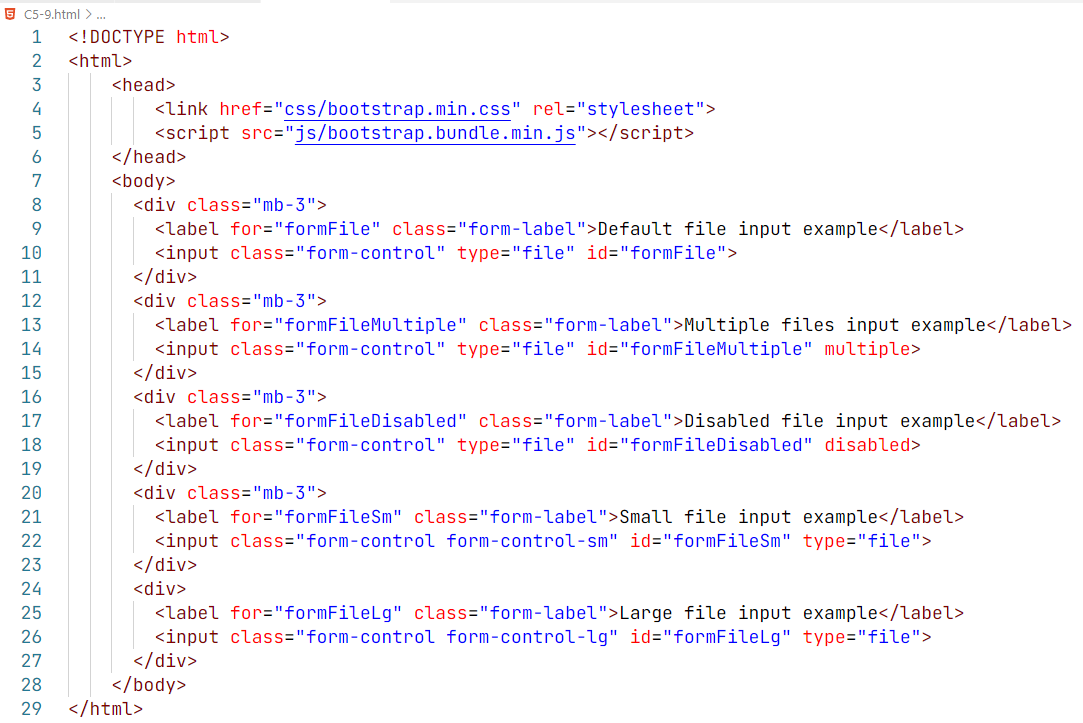 C5-9.html > ...
1 <!DOCTYPE html>
2 <html>
3     <head>
4         <link href="css/bootstrap.min.css" rel="stylesheet">
5         <script src="js/bootstrap.bundle.min.js"></script>
6     </head>
7     <body>
8       <div class="mb-3">
9         <label for="formFile" class="form-label">Default file input example</label>
10         <input class="form-control" type="file" id="formFile">
11       </div>
12       <div class="mb-3">
13         <label for="formFileMultiple" class="form-label">Multiple files input example</label>
14         <input class="form-control" type="file" id="formFileMultiple" multiple>
15       </div>
16       <div class="mb-3">
17         <label for="formFileDisabled" class="form-label">Disabled file input example</label>
18         <input class="form-control" type="file" id="formFileDisabled" disabled>
19       </div>
20       <div class="mb-3">
21         <label for="formFileSm" class="form-label">Small file input example</label>
22         <input class="form-control form-control-sm" id="formFileSm" type="file">
23       </div>
24       <div>
25         <label for="formFileLg" class="form-label">Large file input example</label>
26         <input class="form-control form-control-lg" id="formFileLg" type="file">
27       </div>
28     </body>
29 </html>